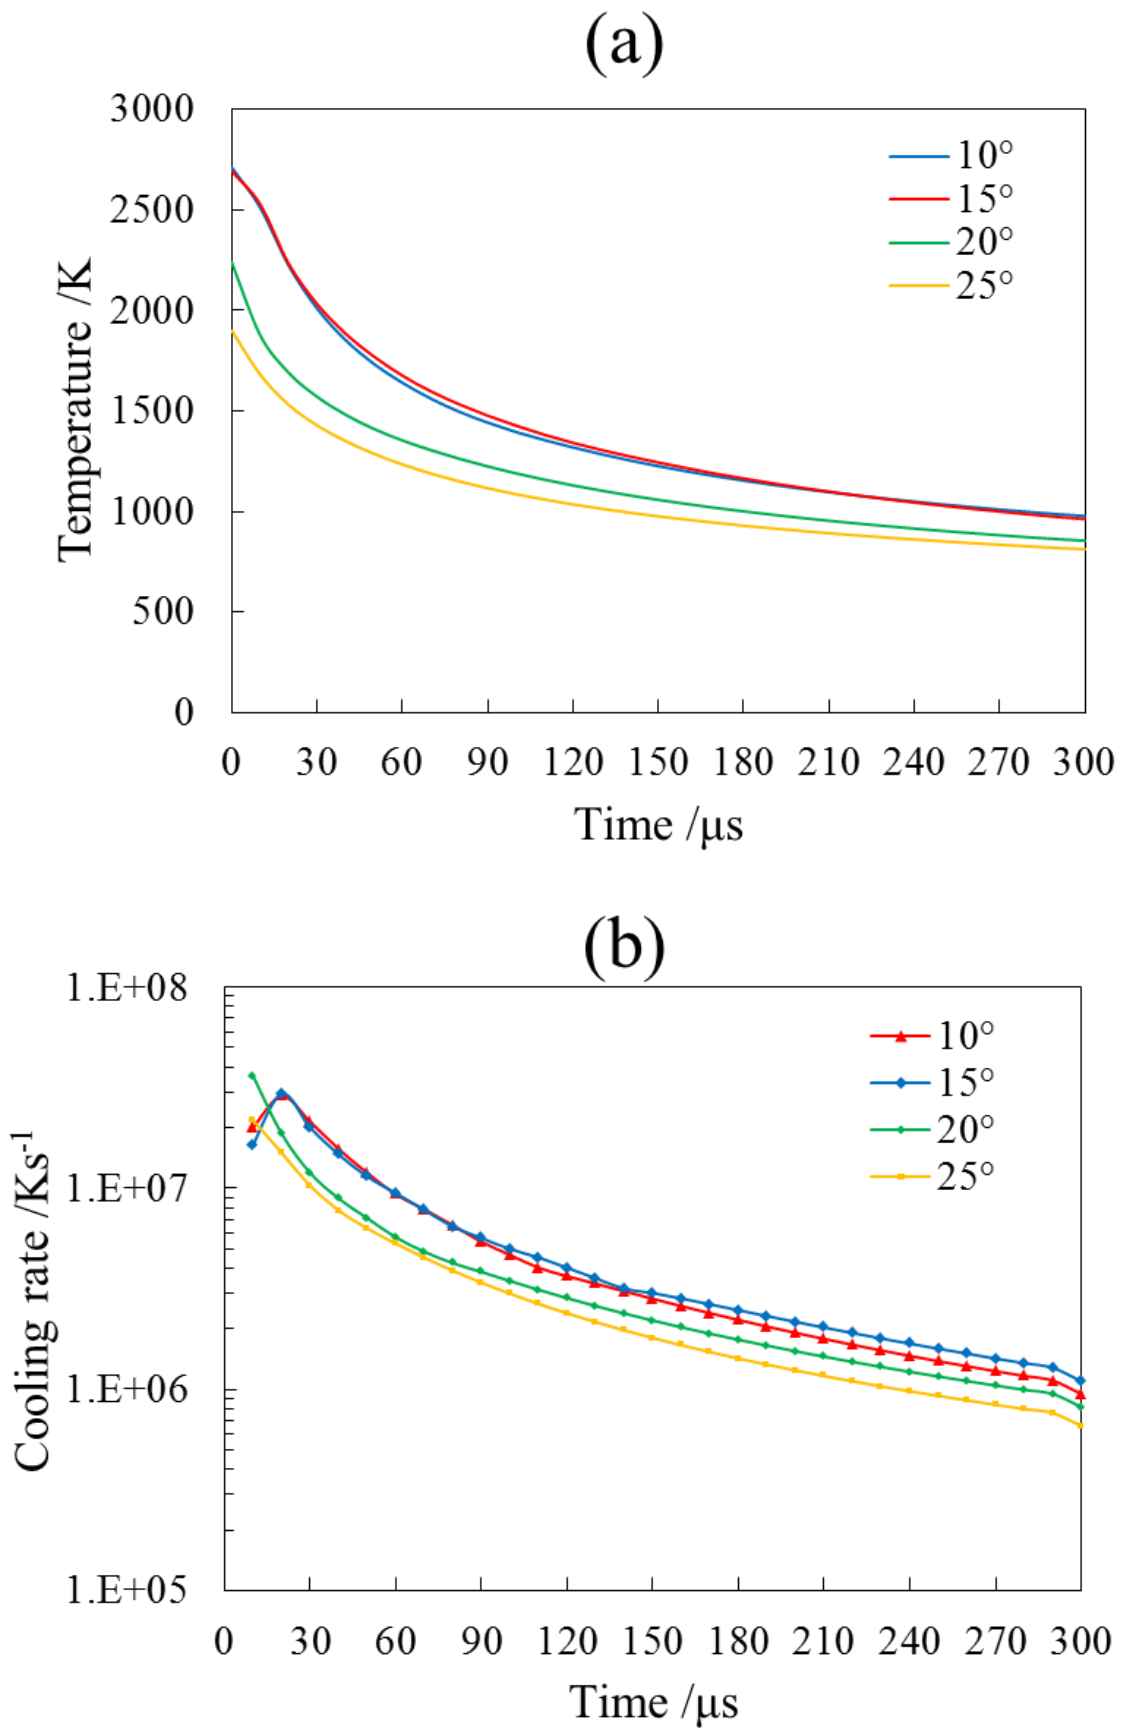 (a)
3000
2500
2000
1500
1000
500
0
Temperature /K
10°
15°
20°
25°
0 30 60 90 120 150 180 210 240 270 300
Time /μs
(b)
1.E+08
1.E+07
1.E+06
1.E+05
Cooling rate /Ks⁻¹
10°
15°
20°
25°
0 30 60 90 120 150 180 210 240 270 300
Time /μs